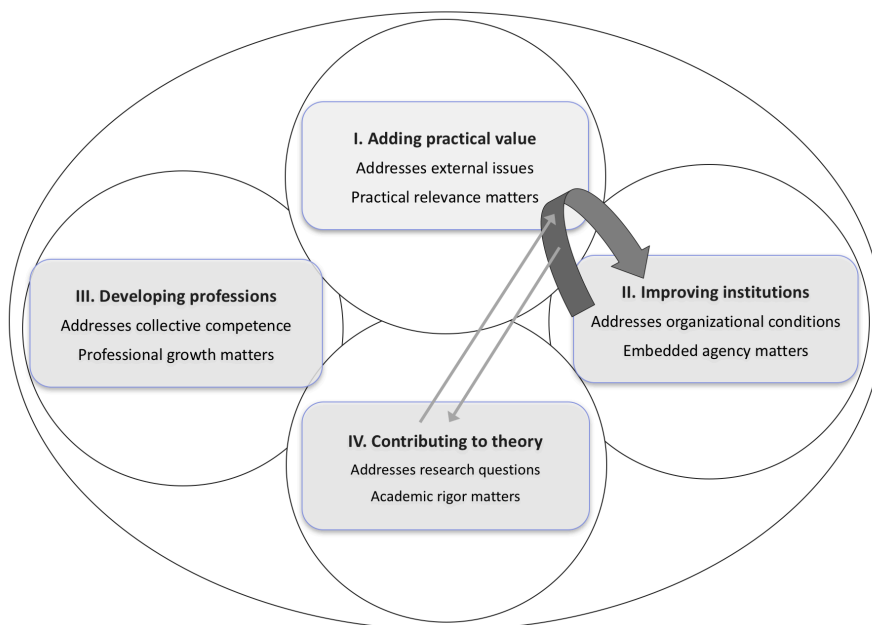 I. Adding practical value
Addresses external issues
Practical relevance matters
III. Developing professions
Addresses collective competence
Professional growth matters
II. Improving institutions
Addresses organizational conditions
Embedded agency matters
IV. Contributing to theory
Addresses research questions
Academic rigor matters